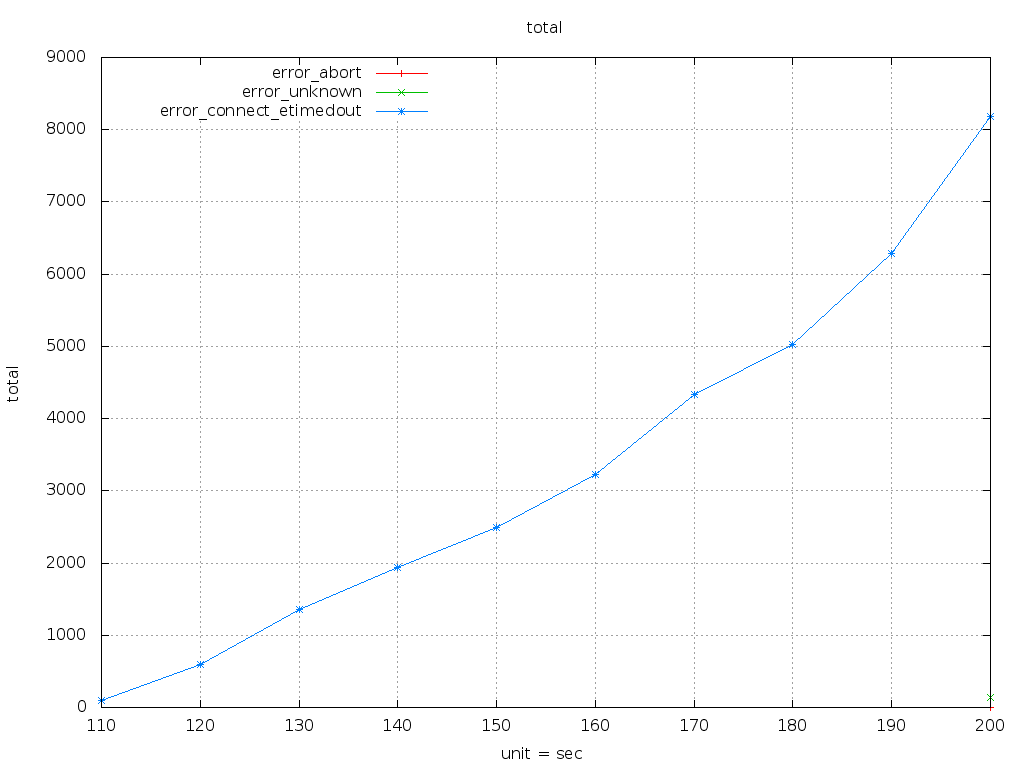 total
9000
8000
7000
6000
5000
4000
3000
2000
1000
0
total
error_abort
error_unknown
error_connect_etimedout
110 120 130 140 150 160 170 180 190 200
unit = sec